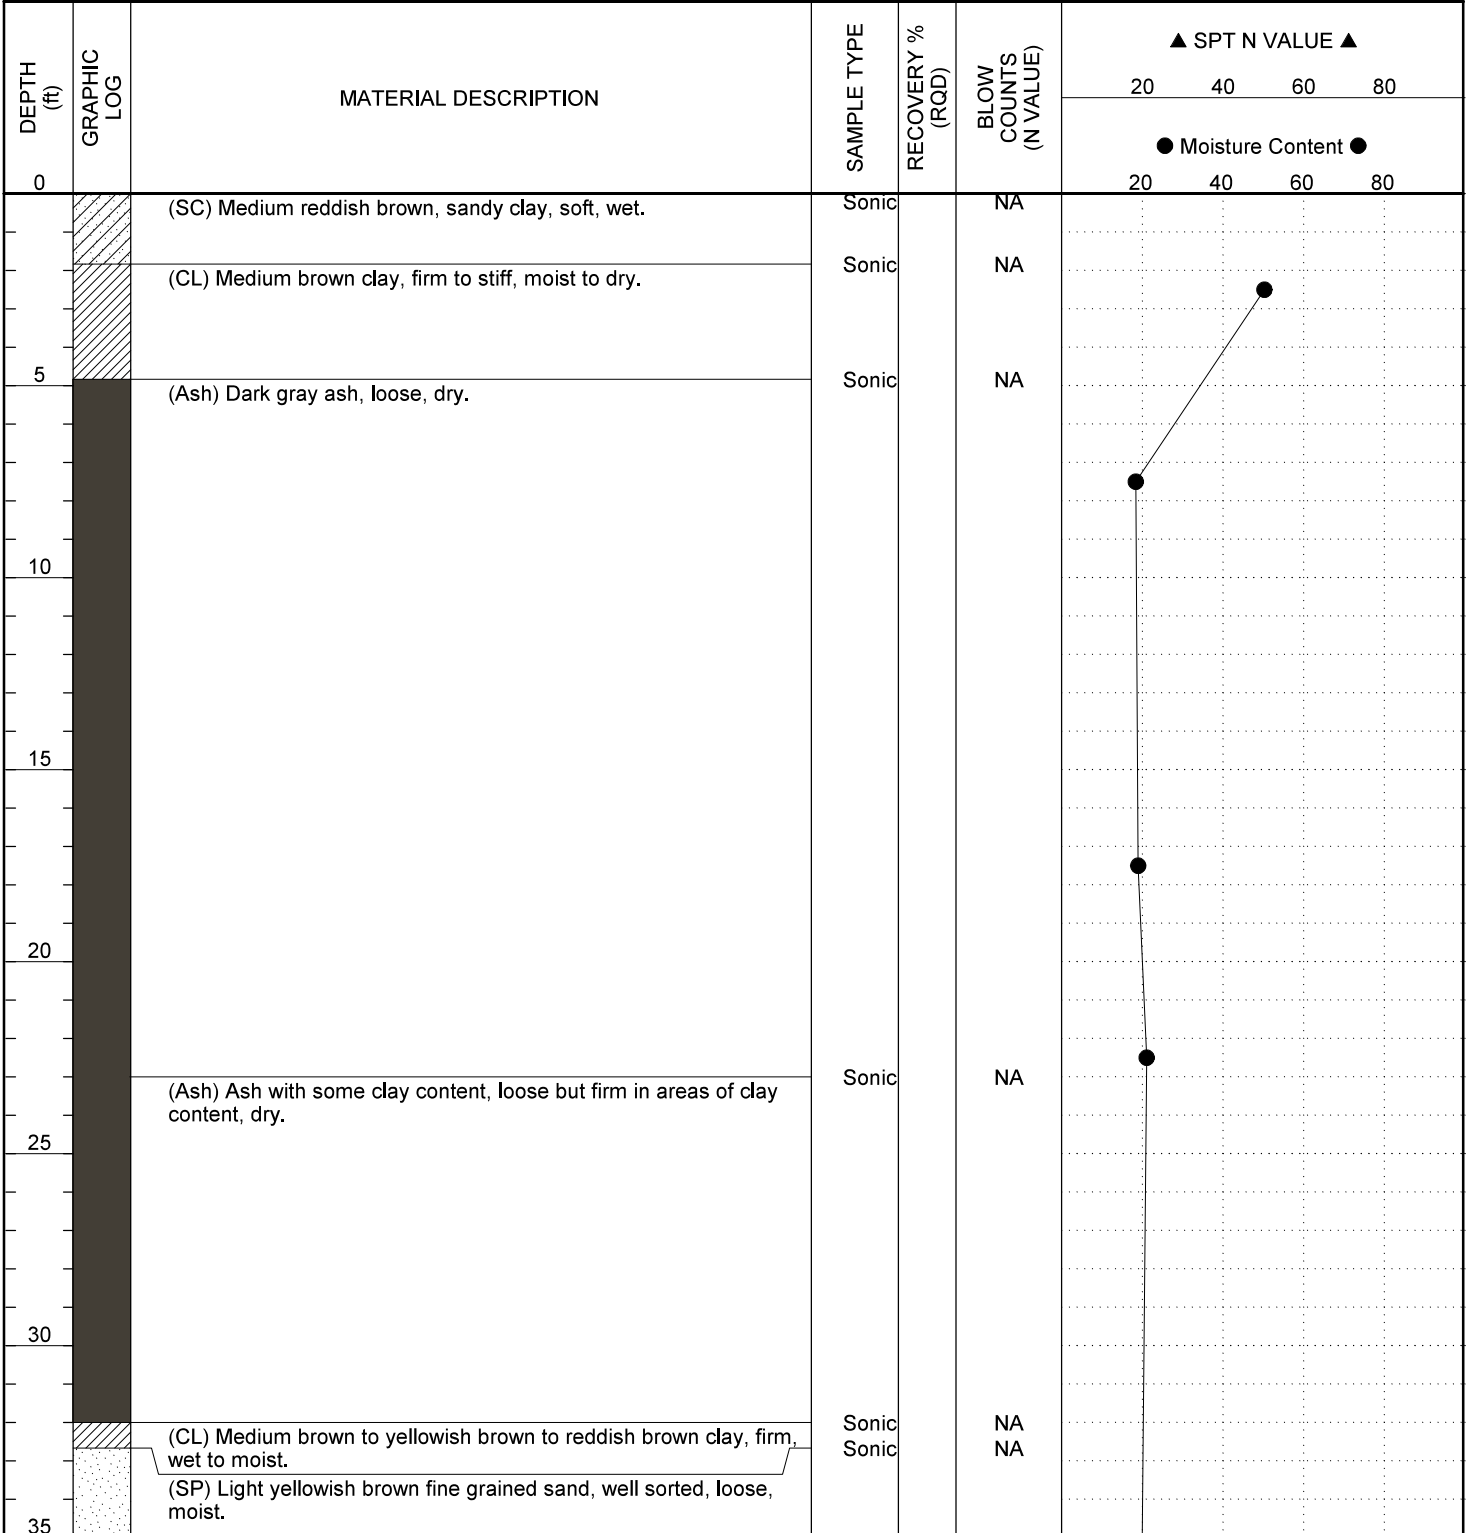 DEPTH
(ft)
GRAPHIC
LOG
MATERIAL DESCRIPTION
SAMPLE TYPE
RECOVERY %
(RQD)
BLOW
COUNTS
(N VALUE)
▲ SPT N VALUE ▲
20 40 60 80
● Moisture Content ●
20 40 60 80
0
(SC) Medium reddish brown, sandy clay, soft, wet.
Sonic NA
(CL) Medium brown clay, firm to stiff, moist to dry.
Sonic NA
5
(Ash) Dark gray ash, loose, dry.
Sonic NA
10
15
20
(Ash) Ash with some clay content, loose but firm in areas of clay
content, dry.
Sonic NA
25
30
(CL) Medium brown to yellowish brown to reddish brown clay, firm,
wet to moist.
Sonic NA
Sonic NA
(SP) Light yellowish brown fine grained sand, well sorted, loose,
moist.
35